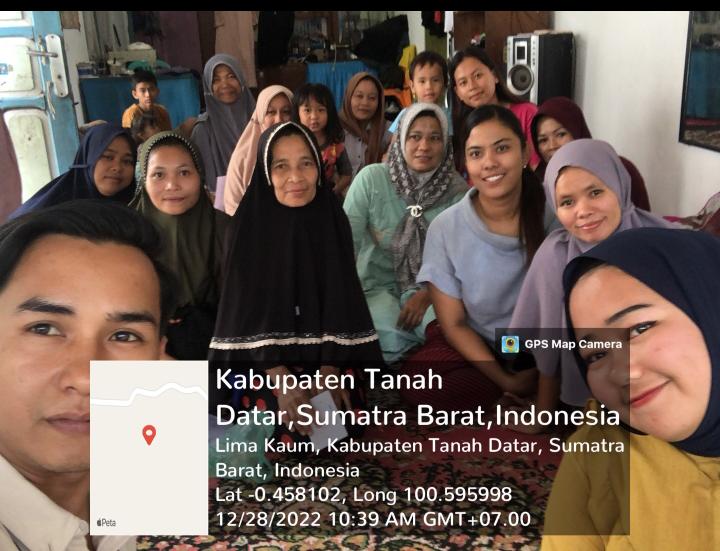 GPS Map Camera
Kabupaten Tanah
Datar,Sumatra Barat,Indonesia
Lima Kaum, Kabupaten Tanah Datar, Sumatra
Barat, Indonesia
Lat -0.458102, Long 100.595998
12/28/2022 10:39 AM GMT+07.00
Peta